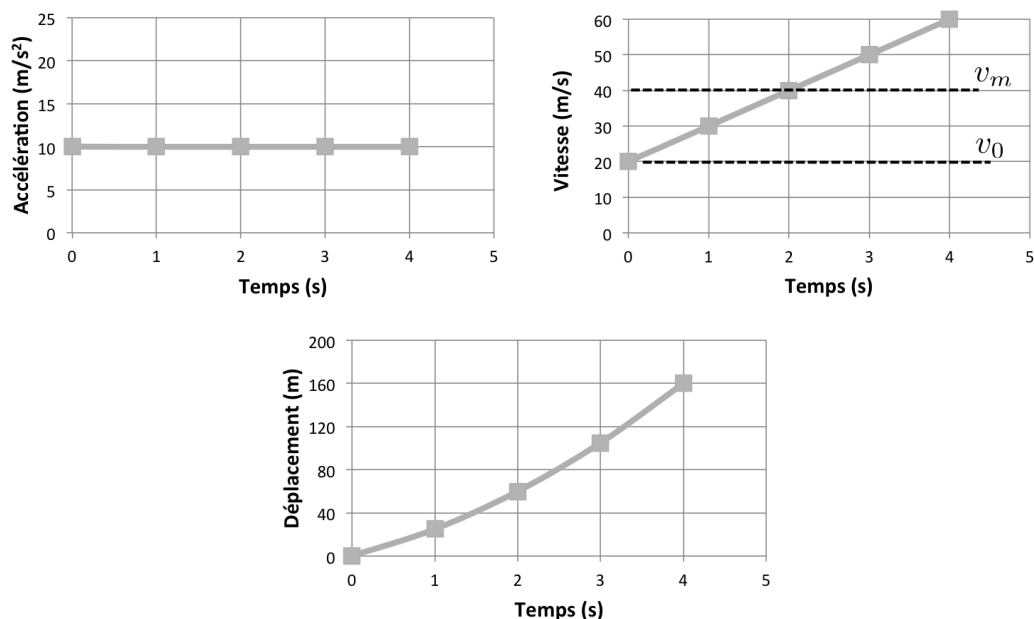 Accélération (m/s²)
25
20
15
10
5
0
0 1 2 3 4 5
Temps (s)
Vitesse (m/s)
60
50
40
30
20
10
0
v_m
v_0
0 1 2 3 4 5
Temps (s)
Déplacement (m)
200
160
120
80
40
0
0 1 2 3 4 5
Temps (s)